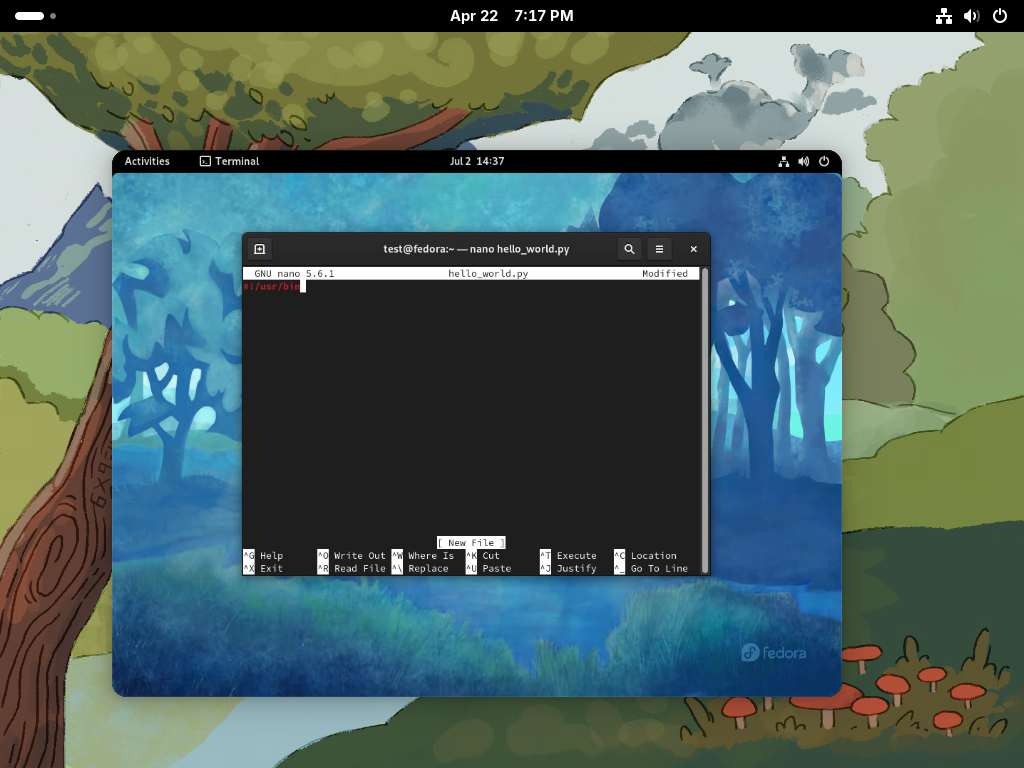 Apr 22 7:17 PM
Activities Terminal Jul 2 14:37
test@fedora:~ — nano hello_world.py
GNU nano 5.6.1 hello_world.py Modified
#!/usr/bin
[ New File ]
^G Help ^O Write Out ^W Where Is ^K Cut ^T Execute ^C Location
^X Exit ^R Read File ^\ Replace ^U Paste ^J Justify ^_ Go To Line
fedora